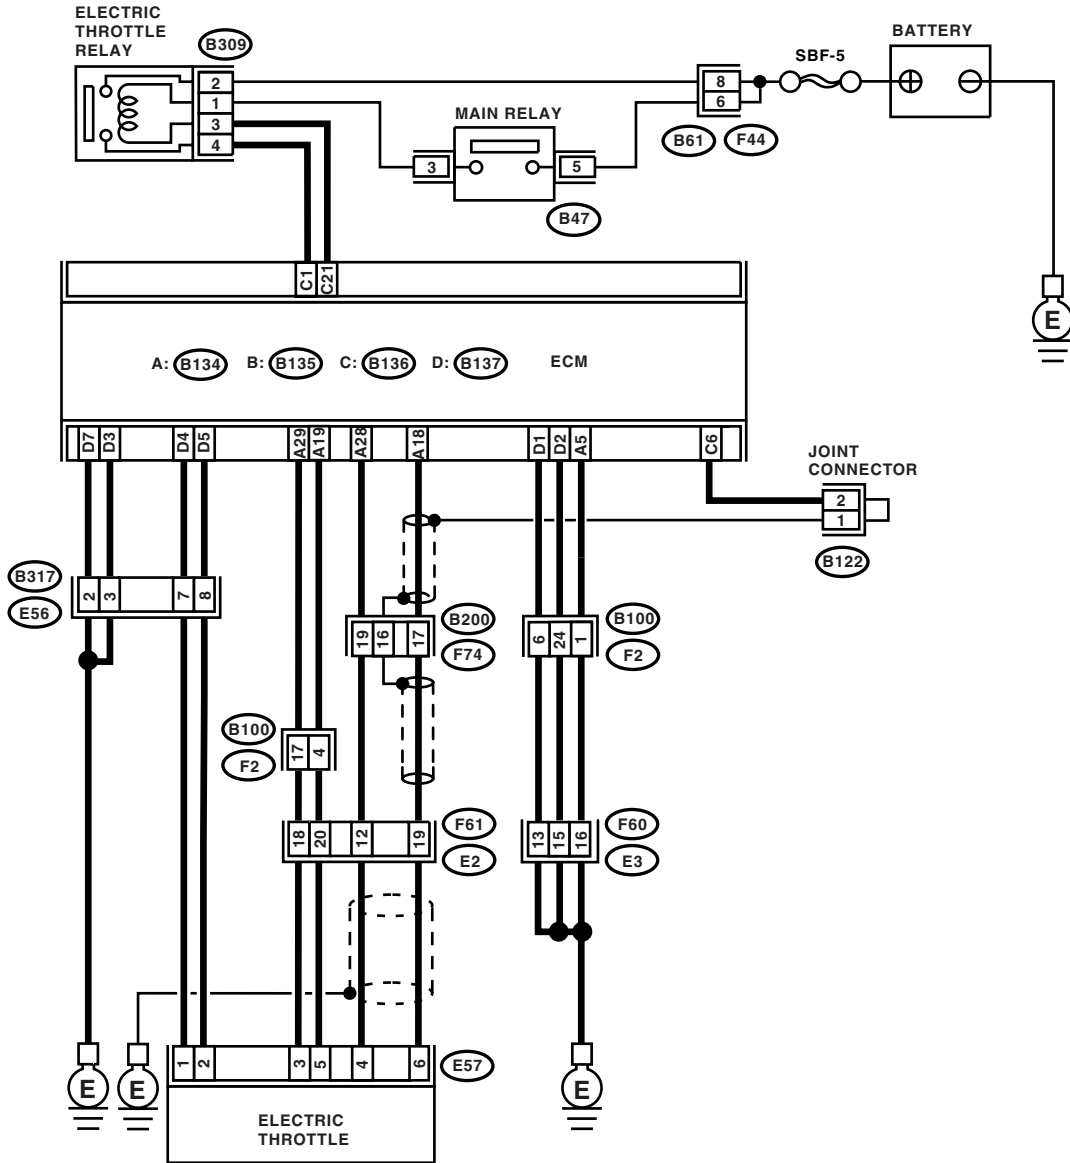 ELECTRIC
THROTTLE
RELAY
B309
2
1
3
4
MAIN RELAY
3
5
B47
8
6
B61
F44
SBF-5
BATTERY
E
C1
C21
A: B134 B: B135 C: B136 D: B137 ECM
D7
D3
D4
D5
A29
A19
A28
A18
D1
D2
A5
C6
JOINT
CONNECTOR
2
1
B122
B317
E56
2
3
7
8
19
16
17
B200
F74
6
24
1
B100
F2
B100
F2
17
4
18
20
12
19
F61
E2
13
15
16
F60
E3
E
E
1
2
3
5
4
6
E57
E
ELECTRIC
THROTTLE